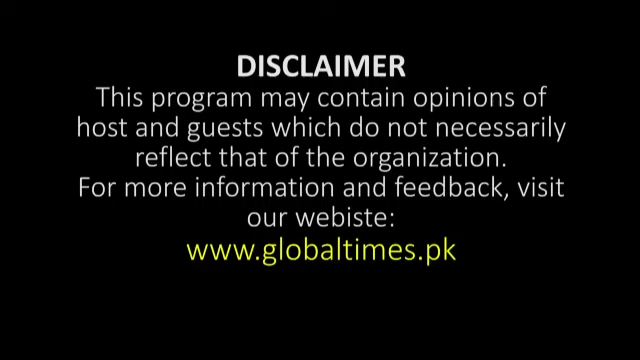 DISCLAIMER
This program may contain opinions of
host and guests which do not necessarily
reflect that of the organization.
For more information and feedback, visit
our webiste:
www.globaltimes.pk